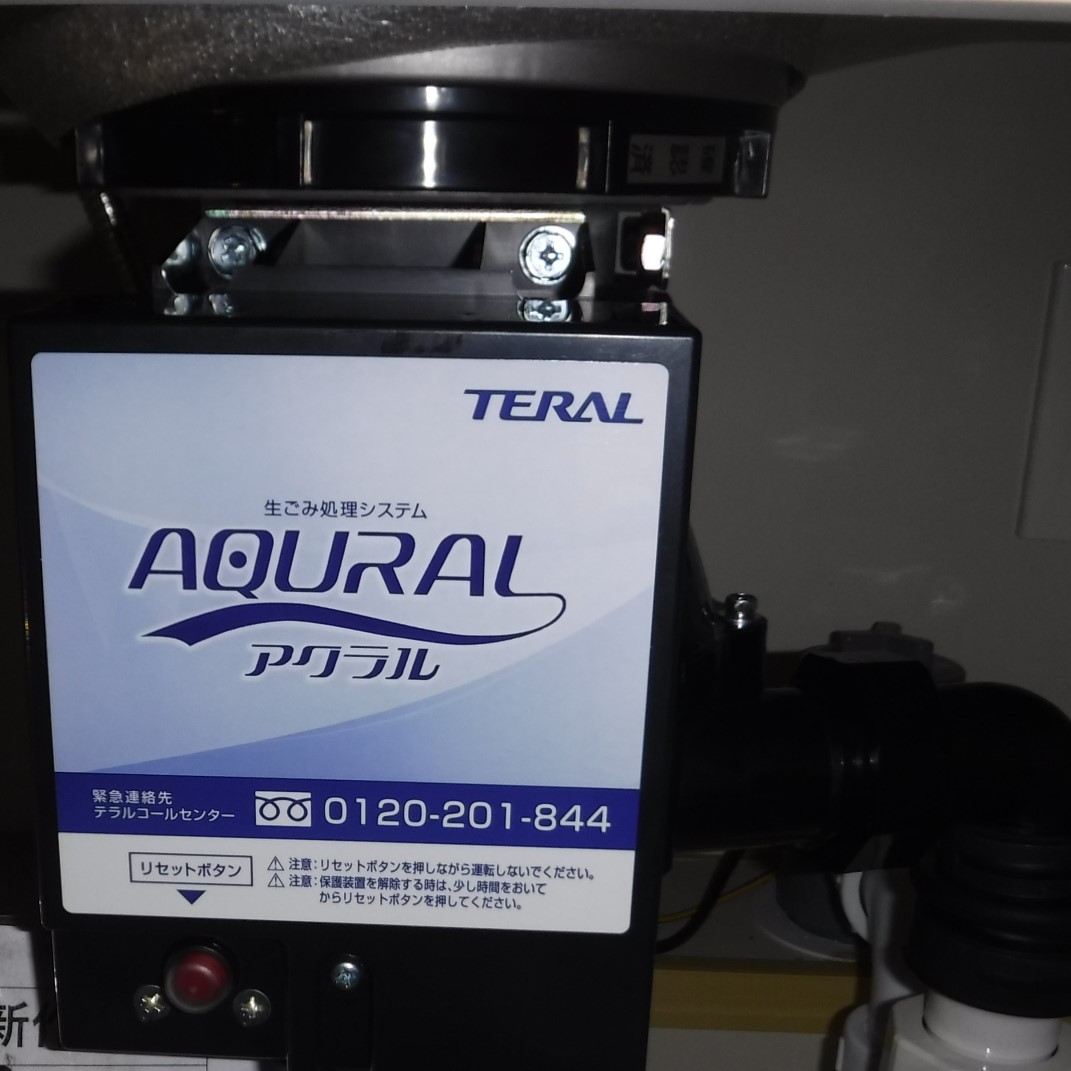 TERAL
生ごみ処理システム
AQURAL
アクラル
緊急連絡先
テラルコールセンター
0120-201-844
リセットボタン
注意:リセットボタンを押しながら運転しないでください。
注意:保護装置を解除する時は、少し時間をおいて
からリセットボタンを押してください。
新